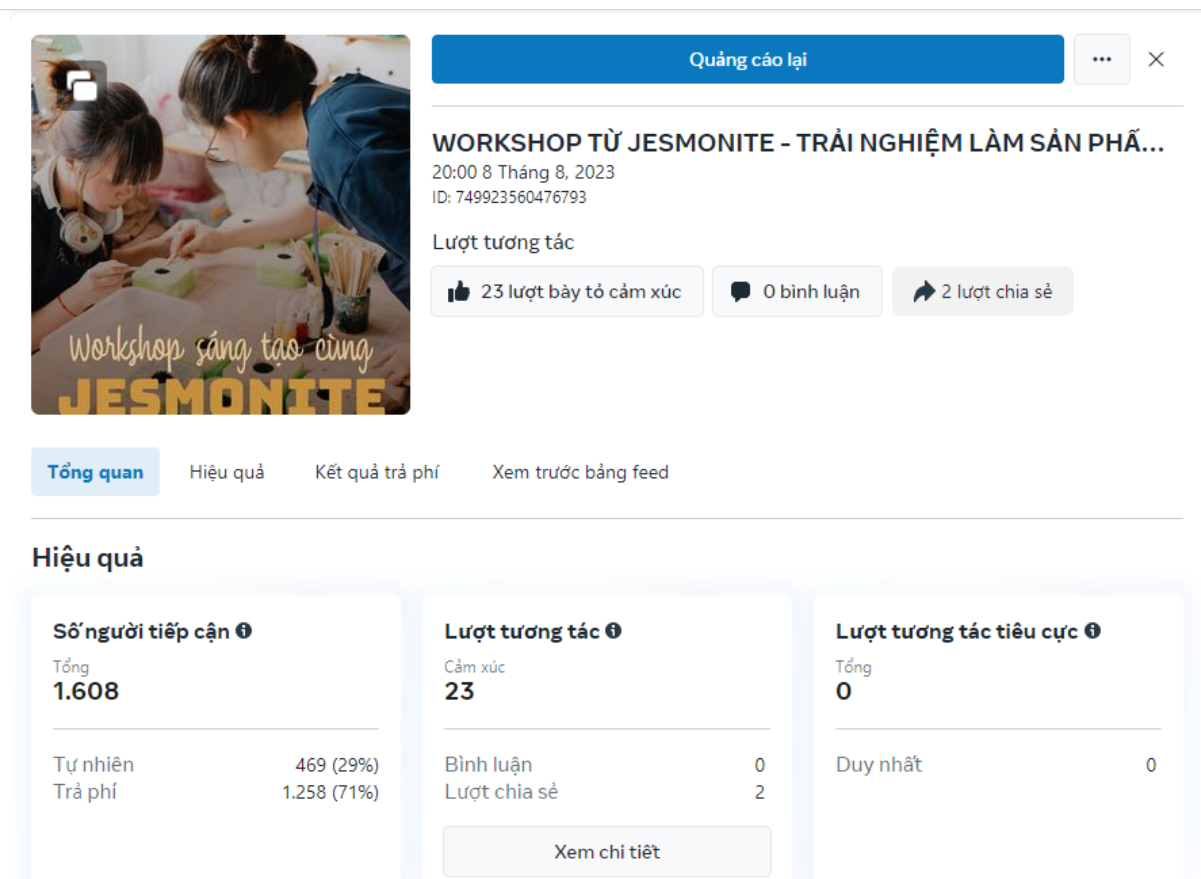 Quảng cáo lại
WORKSHOP TỪ JESMONITE - TRẢI NGHIỆM LÀM SẢN PHẨ...
20:00 8 Tháng 8, 2023
ID: 749923560476793
Lượt tương tác
23 lượt bày tỏ cảm xúc
0 bình luận
2 lượt chia sẻ
Workshop sáng tạo cùng
JESMONITE
Tổng quan
Hiệu quả
Kết quả trả phí
Xem trước bảng feed
Hiệu quả
Số người tiếp cận
Tổng
1.608
Tự nhiên 469 (29%)
Trả phí 1.258 (71%)
Lượt tương tác
Cảm xúc
23
Bình luận 0
Lượt chia sẻ 2
Xem chi tiết
Lượt tương tác tiêu cực
Tổng
0
Duy nhất 0